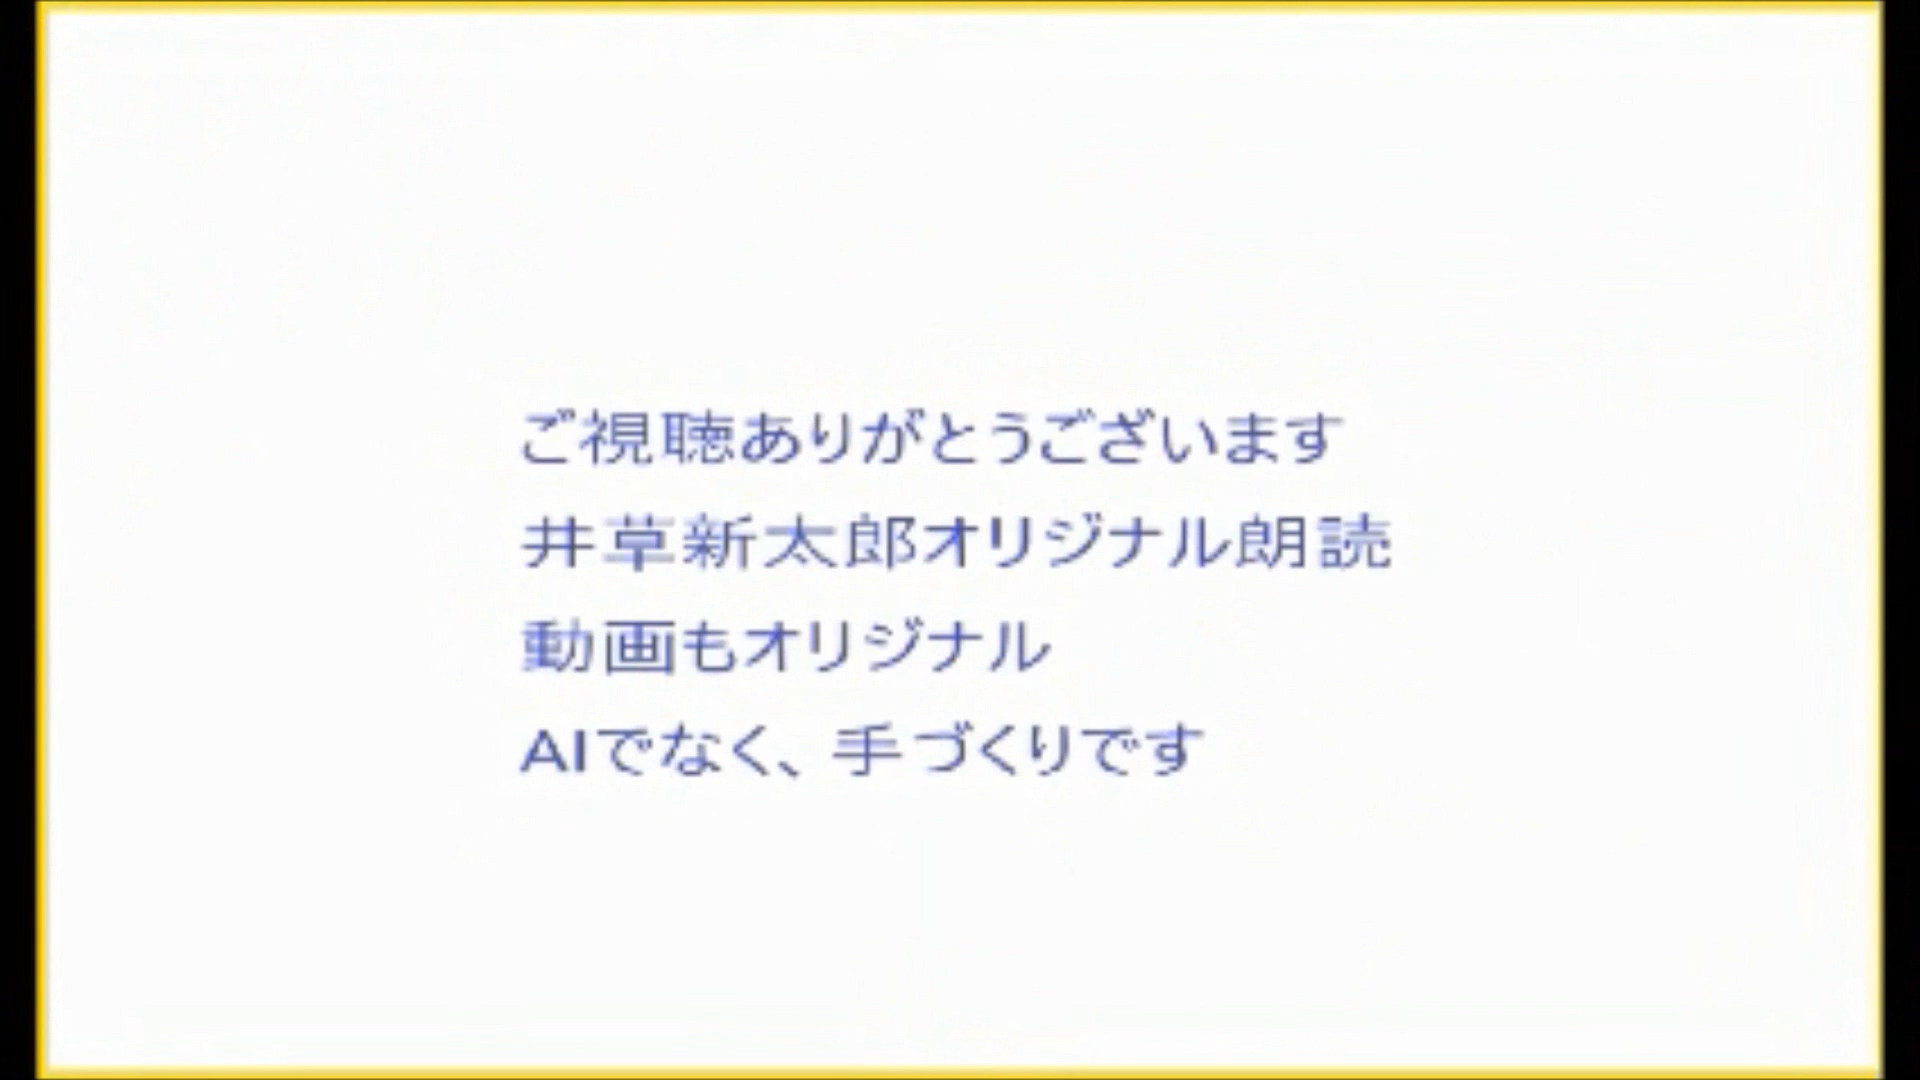 ご視聴ありがとうございます
井草新太郎オリジナル朗読
動画もオリジナル
AIでなく、手づくりです